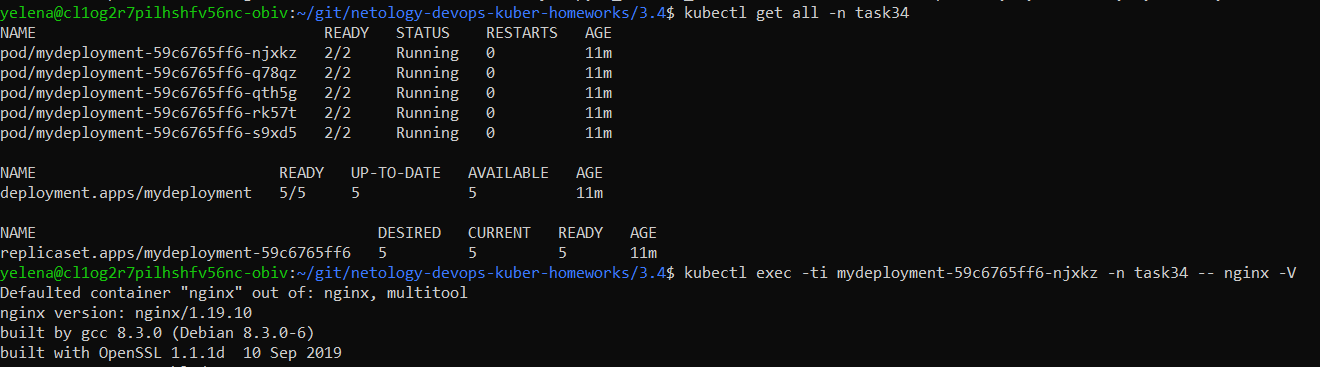 yelena@cl1og2r7pilhshfv56nc-obiv:~/git/netology-devops-kuber-homeworks/3.4$ kubectl get all -n task34
NAME READY STATUS RESTARTS AGE
pod/mydeployment-59c6765ff6-njxkz 2/2 Running 0 11m
pod/mydeployment-59c6765ff6-q78qz 2/2 Running 0 11m
pod/mydeployment-59c6765ff6-qth5g 2/2 Running 0 11m
pod/mydeployment-59c6765ff6-rk57t 2/2 Running 0 11m
pod/mydeployment-59c6765ff6-s9xd5 2/2 Running 0 11m
NAME READY UP-TO-DATE AVAILABLE AGE
deployment.apps/mydeployment 5/5 5 5 11m
NAME DESIRED CURRENT READY AGE
replicaset.apps/mydeployment-59c6765ff6 5 5 5 11m
yelena@cl1og2r7pilhshfv56nc-obiv:~/git/netology-devops-kuber-homeworks/3.4$ kubectl exec -ti mydeployment-59c6765ff6-njxkz -n task34 -- nginx -V
Defaulted container "nginx" out of: nginx, multitool
nginx version: nginx/1.19.10
built by gcc 8.3.0 (Debian 8.3.0-6)
built with OpenSSL 1.1.1d 10 Sep 2019